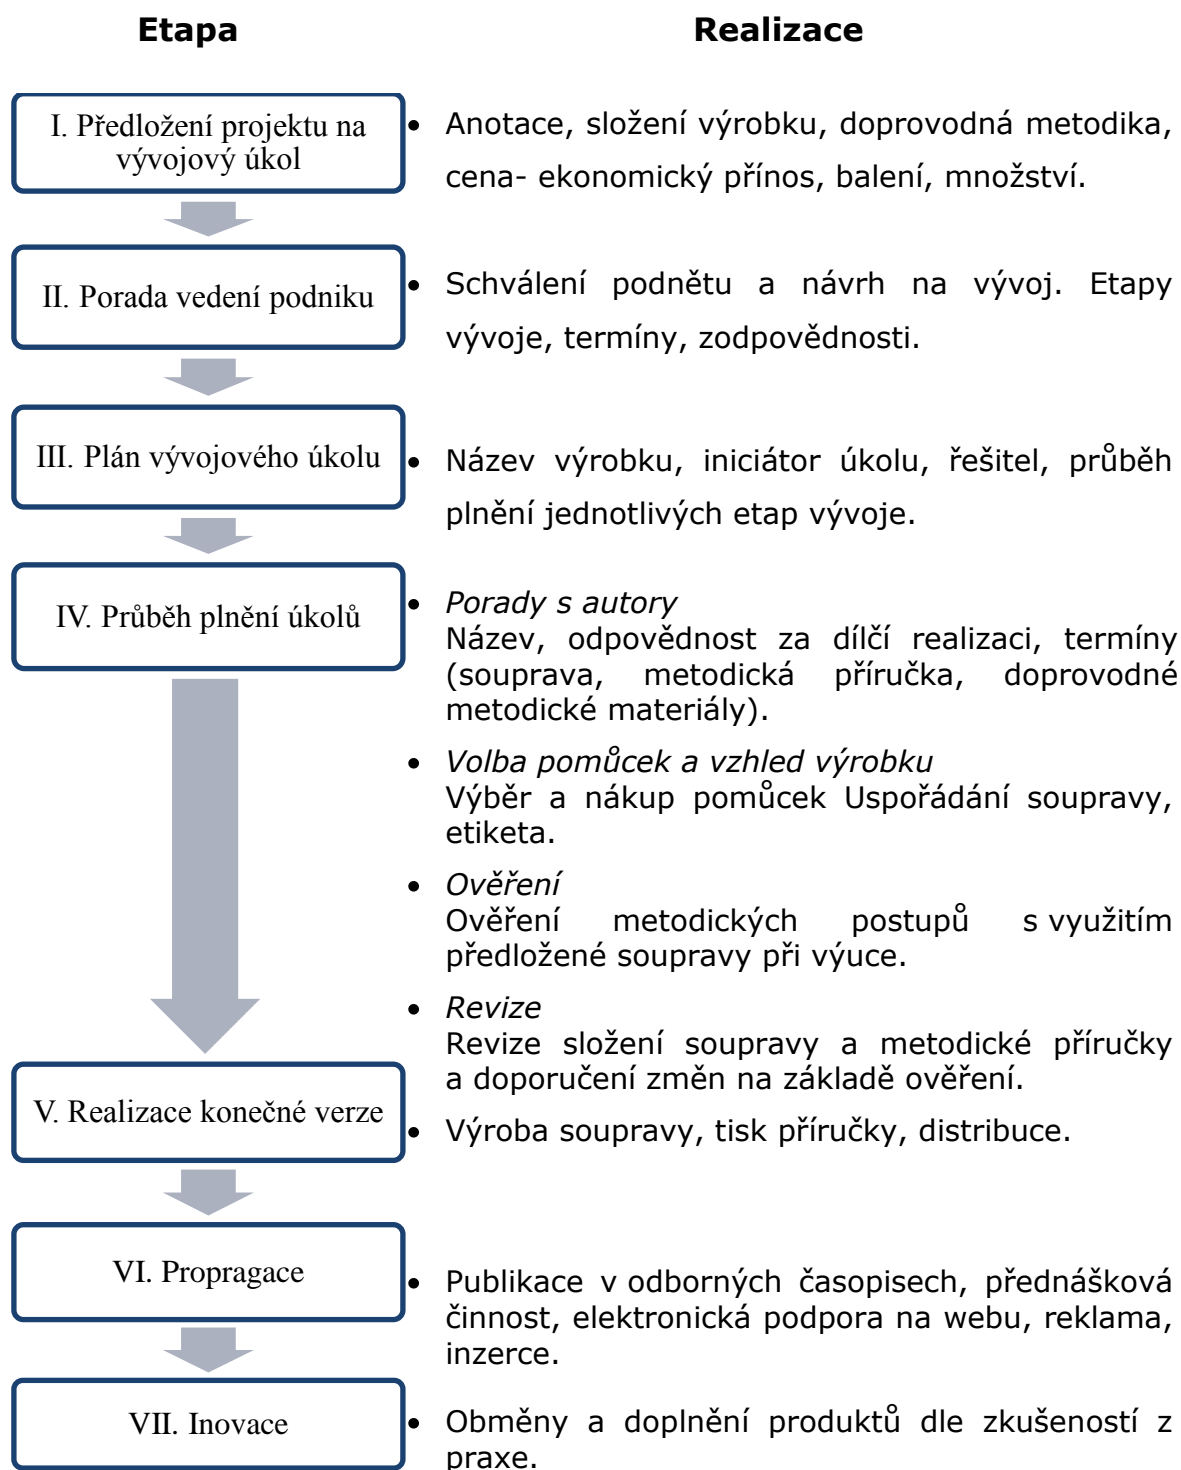 Etapa
Realizace
I. Předložení projektu na
vývojový úkol
• Anotace, složení výrobku, doprovodná metodika,
cena- ekonomický přínos, balení, množství.
II. Porada vedení podniku
• Schválení podnětu a návrh na vývoj. Etapy
vývoje, termíny, zodpovědnosti.
III. Plán vývojového úkolu
• Název výrobku, iniciátor úkolu, řešitel, průběh
plnění jednotlivých etap vývoje.
IV. Průběh plnění úkolů
• Porady s autory
Název, odpovědnost za dílčí realizaci, termíny
(souprava, metodická příručka, doprovodné
metodické materiály).
• Volba pomůcek a vzhled výrobku
Výběr a nákup pomůcek Uspořádání soupravy,
etiketa.
• Ověření
Ověření metodických postupů s využitím
předložené soupravy při výuce.
• Revize
Revize složení soupravy a metodické příručky
a doporučení změn na základě ověření.
V. Realizace konečné verze
• Výroba soupravy, tisk příručky, distribuce.
VI. Propragace
• Publikace v odborných časopisech, přednášková
činnost, elektronická podpora na webu, reklama,
inzerce.
VII. Inovace
• Obměny a doplnění produktů dle zkušeností z
praxe.